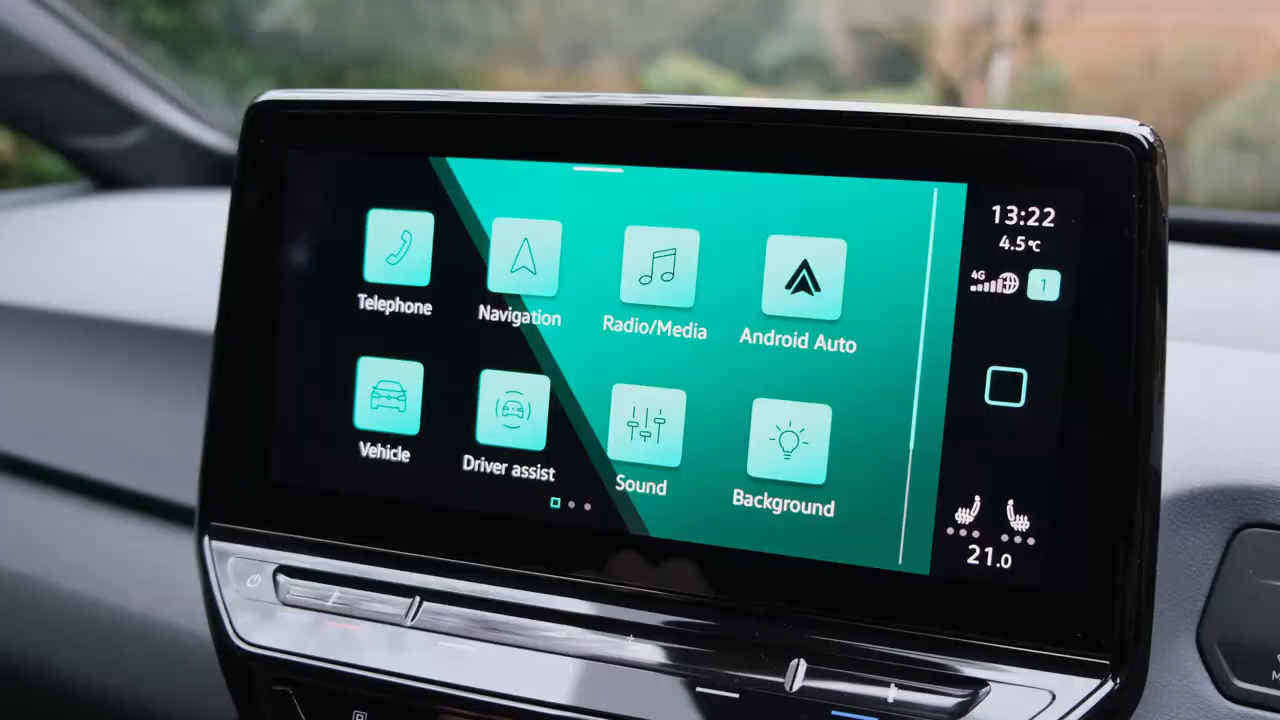 Telephone
Navigation
Radio/Media
Android Auto
Vehicle
Driver assist
Sound
Background
13:22
4.5°C
4G
1
21.0